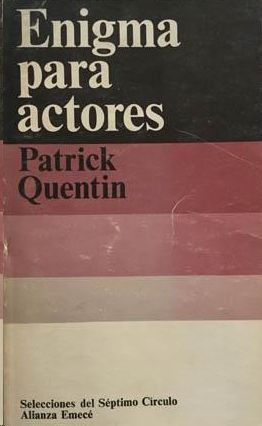 Enigma
para
actores
Patrick
Quentin
Selecciones del Séptimo Círculo
Alianza Emecé